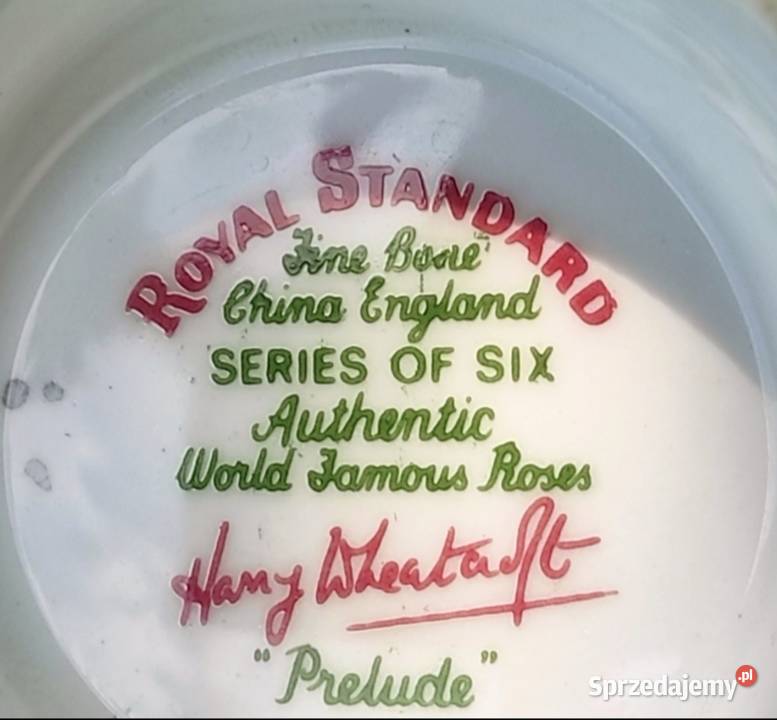 ROYAL STANDARD
Fine Bone
China England
SERIES OF SIX
Authentic
World Famous Roses
Harry Wheatcroft
"Prelude"
Sprzedajemy.pl